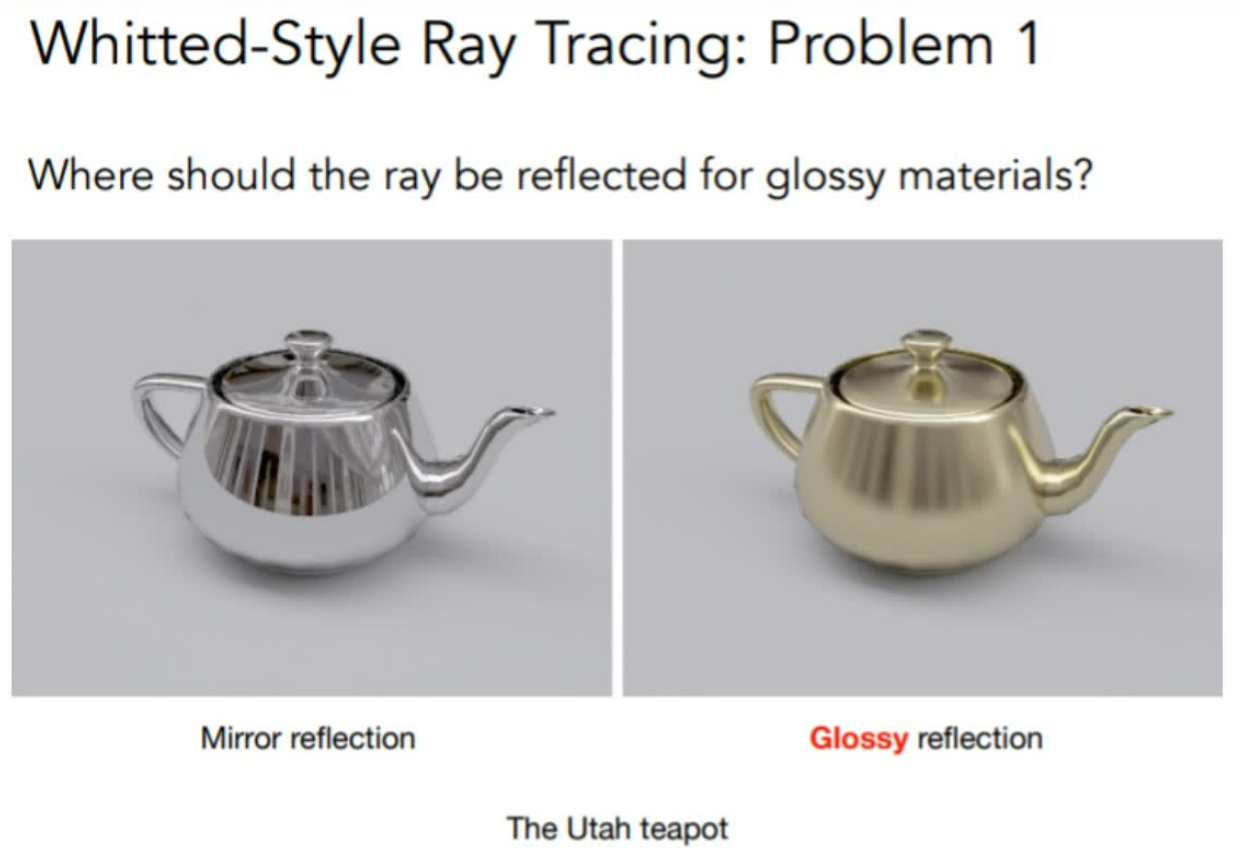 Whitted-Style Ray Tracing: Problem 1
Where should the ray be reflected for glossy materials?
Mirror reflection
Glossy reflection
The Utah teapot